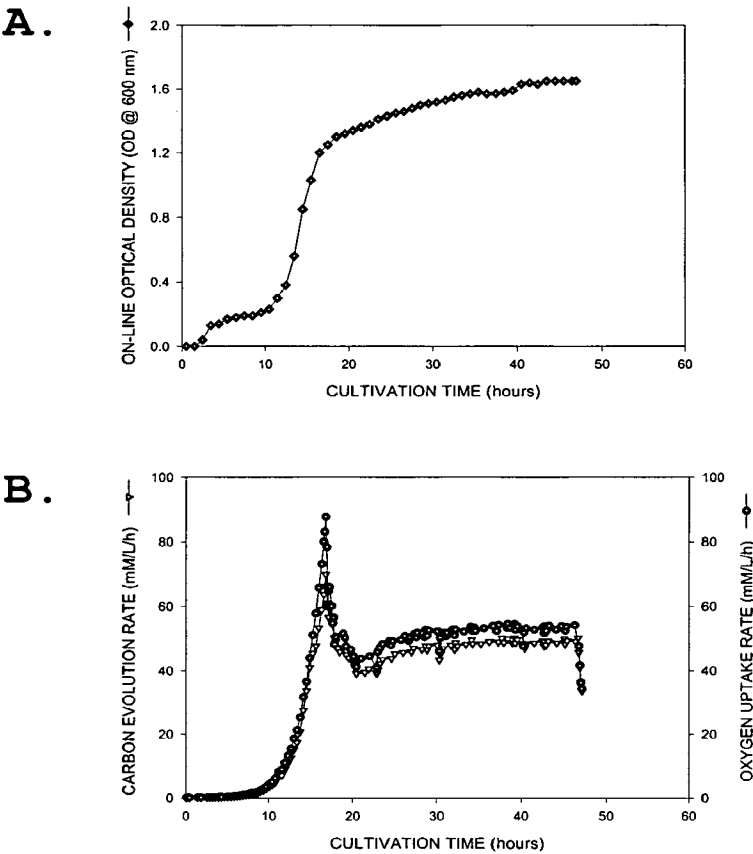 A.
ON-LINE OPTICAL DENSITY (OD @ 600 nm)
2.0
1.6
1.2
0.8
0.4
0.0
0 10 20 30 40 50 60
CULTIVATION TIME (hours)
B.
CARBON EVOLUTION RATE (mM/L/h)
100
80
60
40
20
0
100
80
60
40
20
0
OXYGEN UPTAKE RATE (mM/L/h)
0 10 20 30 40 50 60
CULTIVATION TIME (hours)